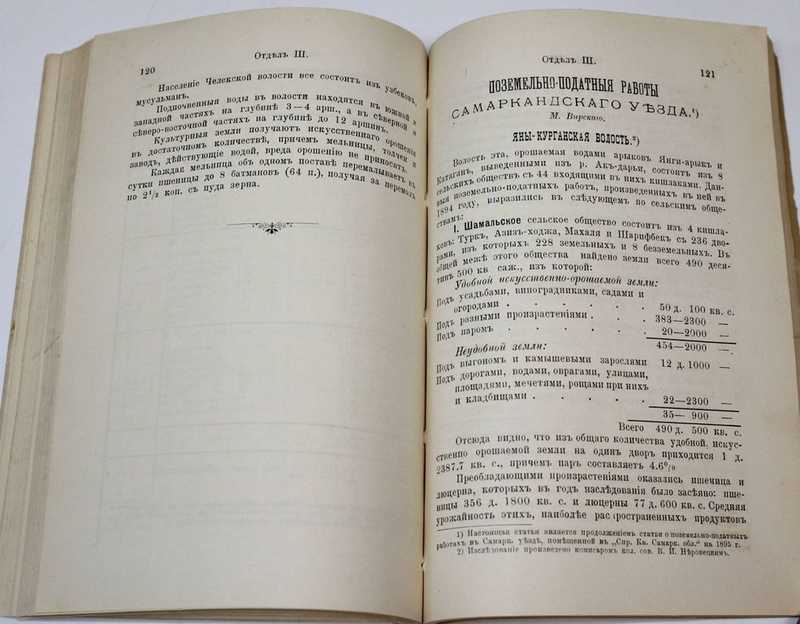 120
Отдѣлъ III.
Населеніе Челекской волости все состоитъ изъ узбековъ,
мусульманъ.
Подпочвенныя воды въ волости находятся въ южной и
западной частяхъ на глубинѣ 3—4 арш., а въ сѣверной и
сѣверо-восточной частяхъ на глубинѣ до 12 аршинъ.
Культурныя земли получаютъ искусственнаго орошенія
въ достаточномъ количествѣ, причемъ мельницы, толчеи и
заводъ, дѣйствующіе водой, вреда орошенію не приносятъ.
Каждая мельница объ одномъ поставѣ перемалываетъ въ
сутки пшеницы до 8 батмановъ (64 п.), получая за перемолъ
по 2¹/₂ коп. съ пуда зерна.
Отдѣлъ III.
121
ПОЗЕМЕЛЬНО-ПОДАТНЫЯ РАБОТЫ
САМАРКАНДСКАГО УѢЗДА.¹)
М. Вирскаго.
ЯНЫ-КУРГАНСКАЯ ВОЛОСТЬ.²)
Волость эта, орошаемая водами арыковъ Янги-арыкъ и
Катаганъ, выведенными изъ р. Акъ-дарьи, состоитъ изъ 8
сельскихъ обществъ съ 44 входящими въ нихъ кишлаками. Дан-
ныя поземельно-податныхъ работъ, произведенныхъ въ ней въ
1894 году, выразились въ слѣдующемъ по сельскимъ обще-
ствамъ:
I. Шамальское сельское общество состоитъ изъ 4 кишла-
ковъ: Туркъ, Азизъ-ходжа, Махаля и Шарифбекъ съ 236 дво-
рами, изъ которыхъ 228 земельныхъ и 8 безземельныхъ. Въ
общей межѣ этого общества найдено земли всего 490 деся-
тинъ 500 кв саж., изъ которой:
Удобной искусственно-орошаемой земли:
Подъ усадьбами, виноградниками, садами и
огородами . . . . . . 50 д. 100 кв. с.
Подъ разными произрастеніями . . . 383—2300 —
Подъ паромъ . . . . . . 20—2000 —
454—2000 —.
Неудобной земли:
Подъ выгономъ и камышевыми зарослями 12 д. 1000 —
Подъ дорогами, водами, оврагами, улицами,
площадями, мечетями, рощами при нихъ
и кладбищами . . . . . 22—2300 —
35— 900 —
Всего 490 д. 500 кв. с.
Отсюда видно, что изъ общаго количества удобной искус-
ственно орошаемой земли на одинъ дворъ приходится 1 д.
2387.7 кв. с., причемъ паръ составляетъ 4.6⁰/₀
Преобладающими произрастеніями оказались пшеница и
люцерна, которыхъ въ годъ изслѣдованія было засѣяно: пше-
ницы 356 д. 1800 кв. с. и люцерны 77 д. 600 кв. с. Средняя
урожайность этихъ, наиболѣе распространенныхъ продуктовъ
1) Настоящая статья является продолженіемъ статьи о поземельно-податныхъ
работахъ въ Самарк. уѣздѣ, помѣщенной въ „Спр. Кн. Самарк. обл." на 1895 г.
2) Изслѣдованіе произведено комисаромъ кол. сов. В. И. Нѣровецкимъ.